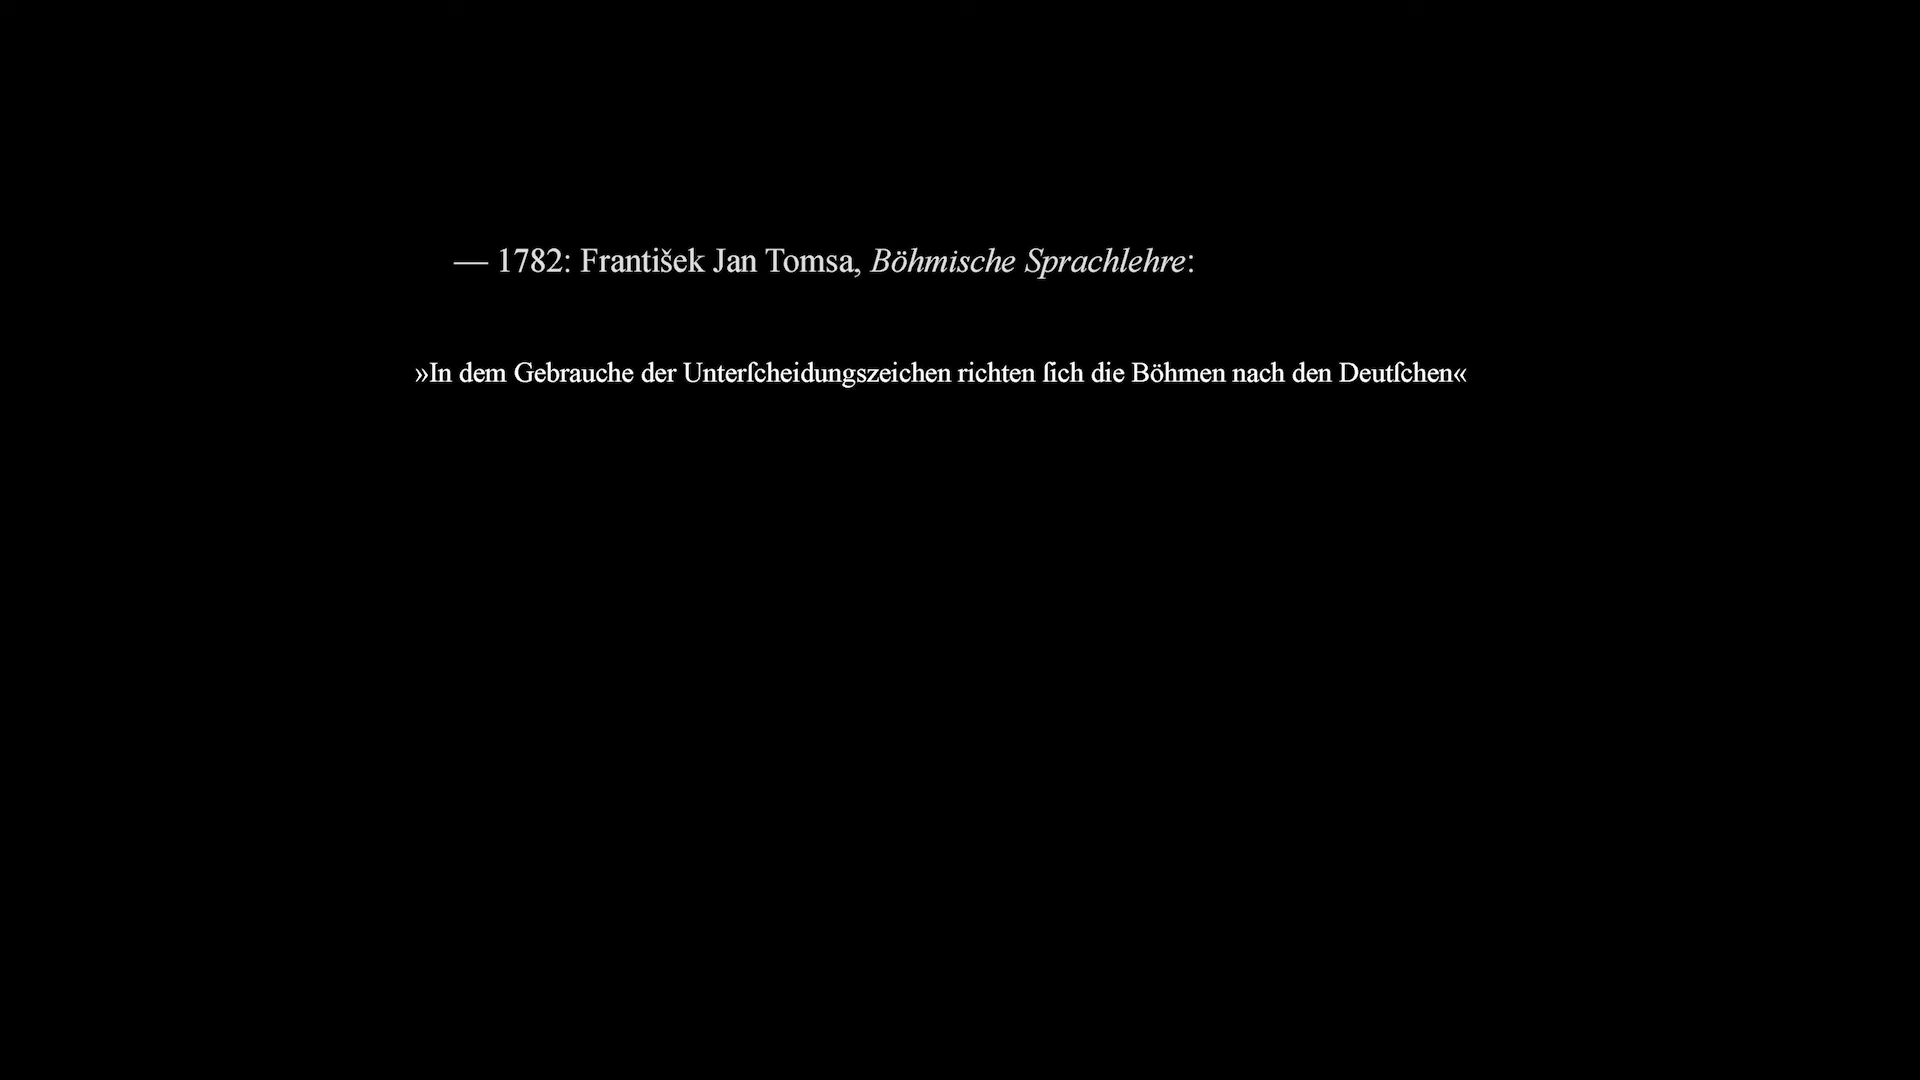 — 1782: František Jan Tomsa, Böhmische Sprachlehre:
»In dem Gebrauche der Unterſcheidungszeichen richten ſich die Böhmen nach den Deutſchen«